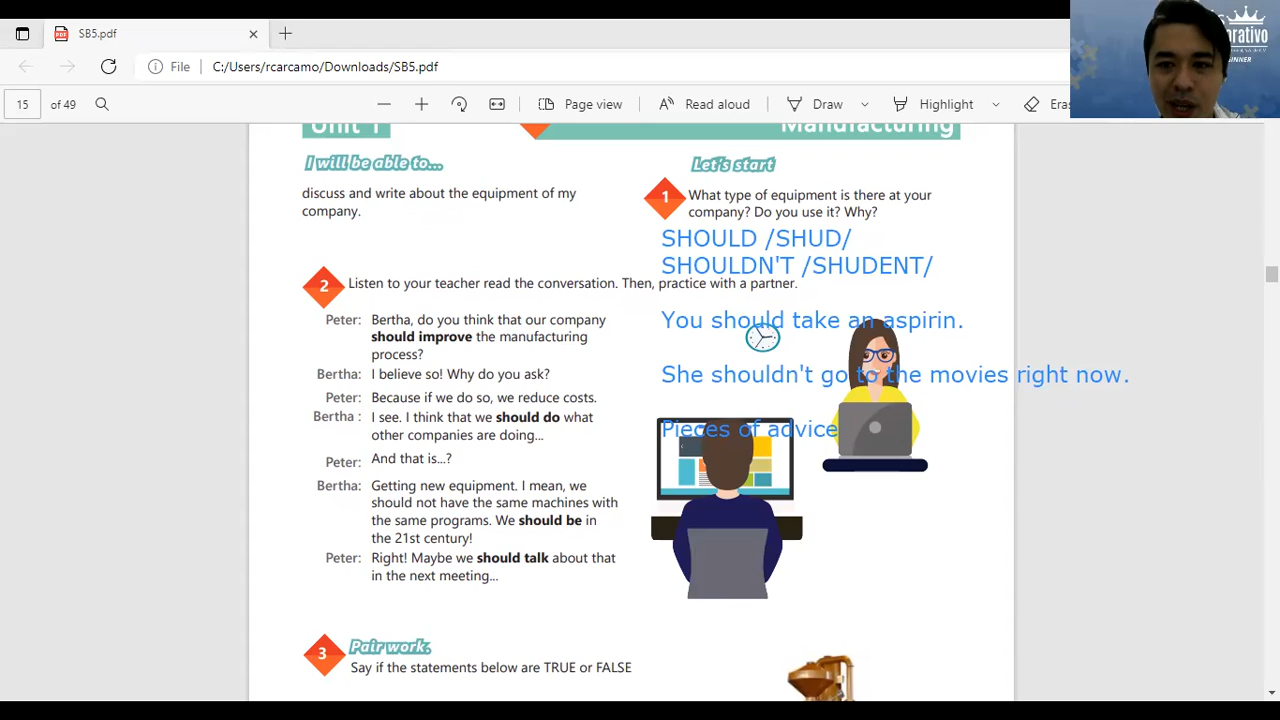 SB5.pdf
File C:/Users/rcarcamo/Downloads/SB5.pdf
15 of 49 Page view Read aloud Draw Highlight
Unit 1 Manufacturing
I will be able to...
discuss and write about the equipment of my
company.
Let's start
1 What type of equipment is there at your
company? Do you use it? Why?
SHOULD /SHUD/
SHOULDN'T /SHUDENT/
You should take an aspirin.
She shouldn't go to the movies right now.
Pieces of advice
2 Listen to your teacher read the conversation. Then, practice with a partner.
Peter: Bertha, do you think that our company
should improve the manufacturing
process?
Bertha: I believe so! Why do you ask?
Peter: Because if we do so, we reduce costs.
Bertha : I see. I think that we should do what
other companies are doing...
Peter: And that is...?
Bertha: Getting new equipment. I mean, we
should not have the same machines with
the same programs. We should be in
the 21st century!
Peter: Right! Maybe we should talk about that
in the next meeting...
3 Pair work.
Say if the statements below are TRUE or FALSE